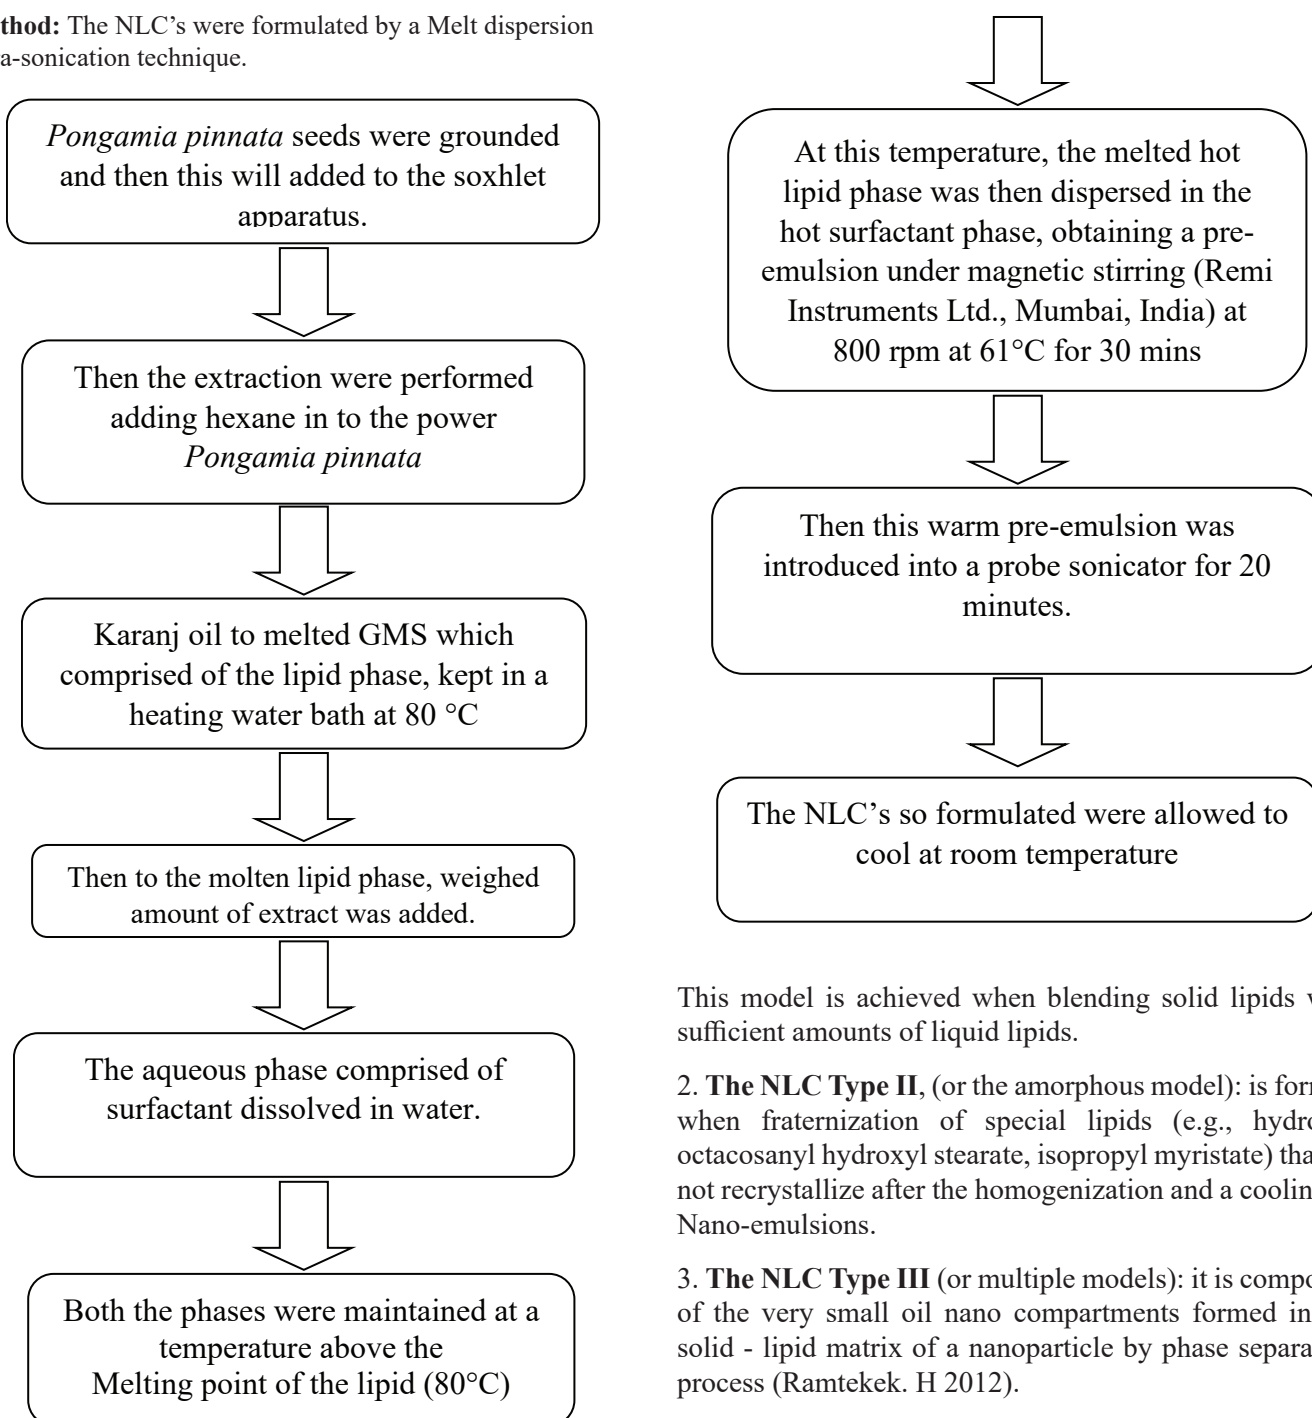 thod: The NLC’s were formulated by a Melt dispersion
a-sonication technique.
Pongamia pinnata seeds were grounded
and then this will added to the soxhlet
apparatus.
Then the extraction were performed
adding hexane in to the power
Pongamia pinnata
Karanj oil to melted GMS which
comprised of the lipid phase, kept in a
heating water bath at 80 °C
Then to the molten lipid phase, weighed
amount of extract was added.
The aqueous phase comprised of
surfactant dissolved in water.
Both the phases were maintained at a
temperature above the
Melting point of the lipid (80°C)
At this temperature, the melted hot
lipid phase was then dispersed in the
hot surfactant phase, obtaining a pre-
emulsion under magnetic stirring (Remi
Instruments Ltd., Mumbai, India) at
800 rpm at 61°C for 30 mins
Then this warm pre-emulsion was
introduced into a probe sonicator for 20
minutes.
The NLC’s so formulated were allowed to
cool at room temperature
This model is achieved when blending solid lipids
sufficient amounts of liquid lipids.
2. The NLC Type II, (or the amorphous model): is for
when fraternization of special lipids (e.g., hydro
octacosanyl hydroxyl stearate, isopropyl myristate) tha
not recrystallize after the homogenization and a coolin
Nano-emulsions.
3. The NLC Type III (or multiple models): it is compo
of the very small oil nano compartments formed in
solid - lipid matrix of a nanoparticle by phase separa
process (Ramtekek. H 2012).